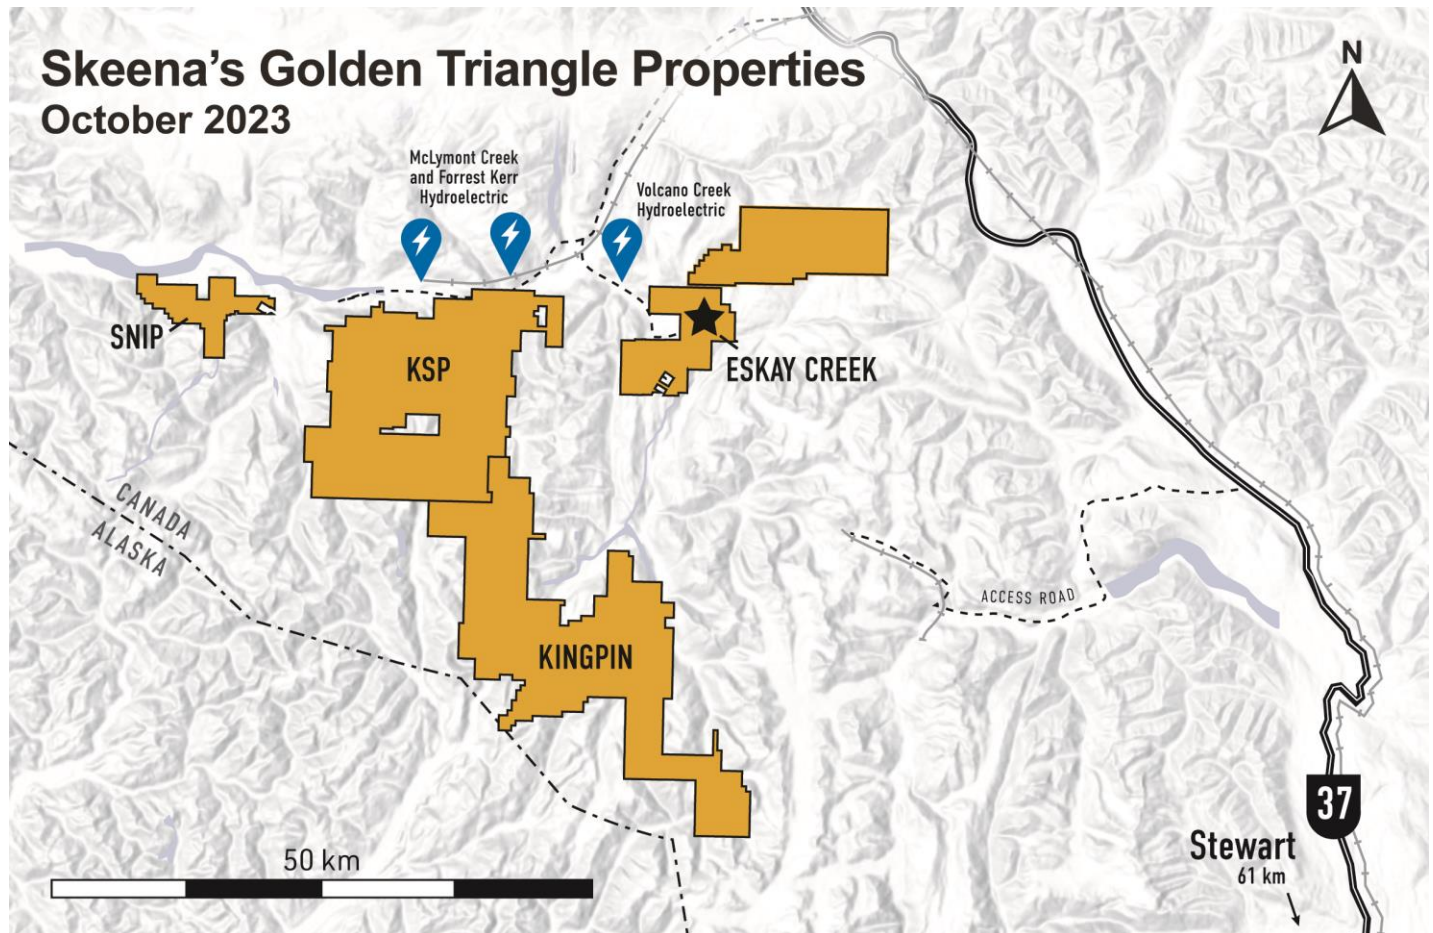 Skeena's Golden Triangle Properties
October 2023
N
McLymont Creek
and Forrest Kerr
Hydroelectric
Volcano Creek
Hydroelectric
SNIP
KSP
ESKAY CREEK
CANADA
ALASKA
ACCESS ROAD
KINGPIN
37
Stewart
61 km
50 km